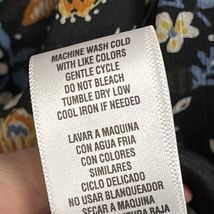 MACHINE WASH COLD
WITH LIKE COLORS
GENTLE CYCLE
DO NOT BLEACH
TUMBLE DRY LOW
COOL IRON IF NEEDED
LAVAR A MAQUINA
CON AGUA FRIA
CON COLORES
SIMILARES
CICLO DELICADO
NO USAR BLANQUEADOR
SECAR A MAQUINA
BAJA